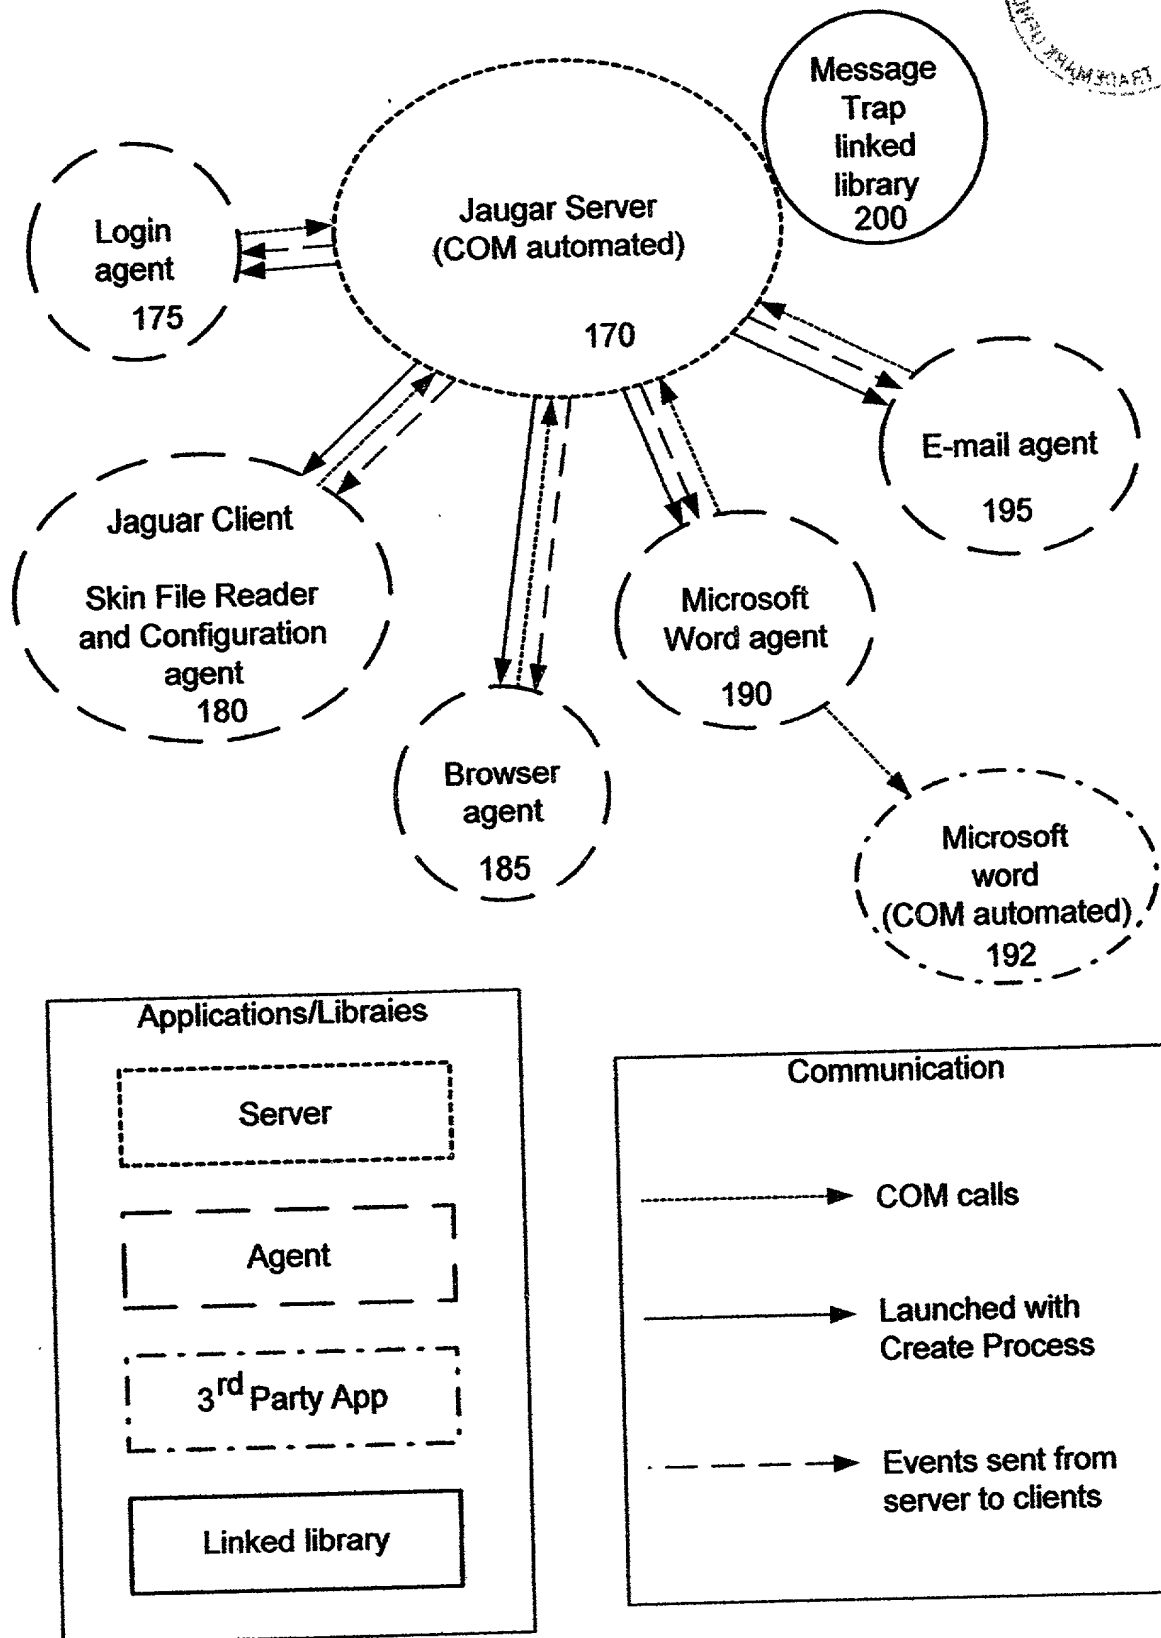 Message
Trap
linked
library
200
Jaugar Server
(COM automated)
170
Login
agent
175
E-mail agent
195
Jaguar Client
Skin File Reader
and Configuration
agent
180
Microsoft
Word agent
190
Browser
agent
185
Microsoft
word
(COM automated)
192
Applications/Libraies
Server
Agent
3rd Party App
Linked library
Communication
COM calls
Launched with
Create Process
Events sent from
server to clients
TRADEMARK